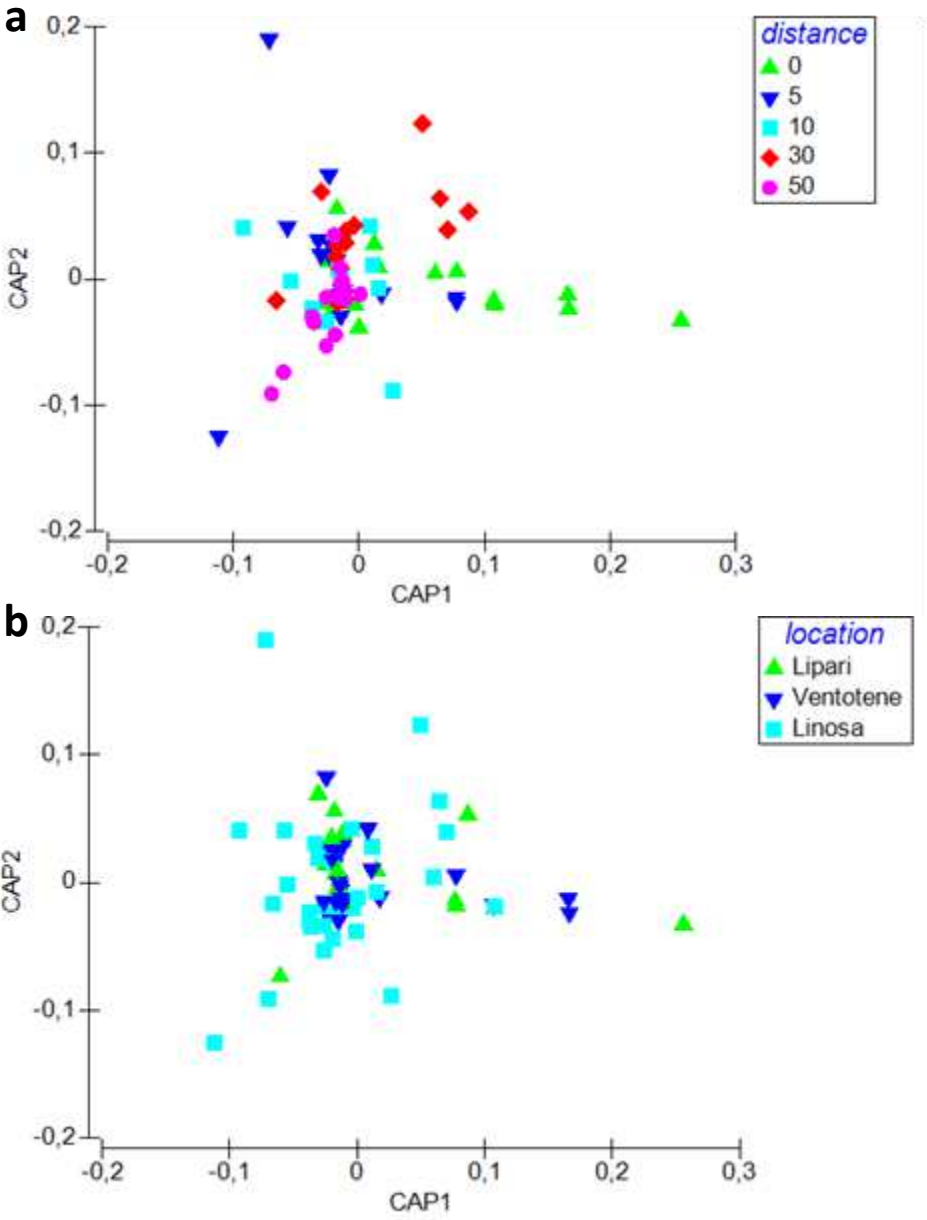 a
0,2
0,1
0
-0,1
-0,2
CAP2
-0,2 -0,1 0 0,1 0,2 0,3
CAP1
distance
0
5
10
30
50
b
0,2
0,1
0
-0,1
-0,2
CAP2
-0,2 -0,1 0 0,1 0,2 0,3
CAP1
location
Lipari
Ventotene
Linosa